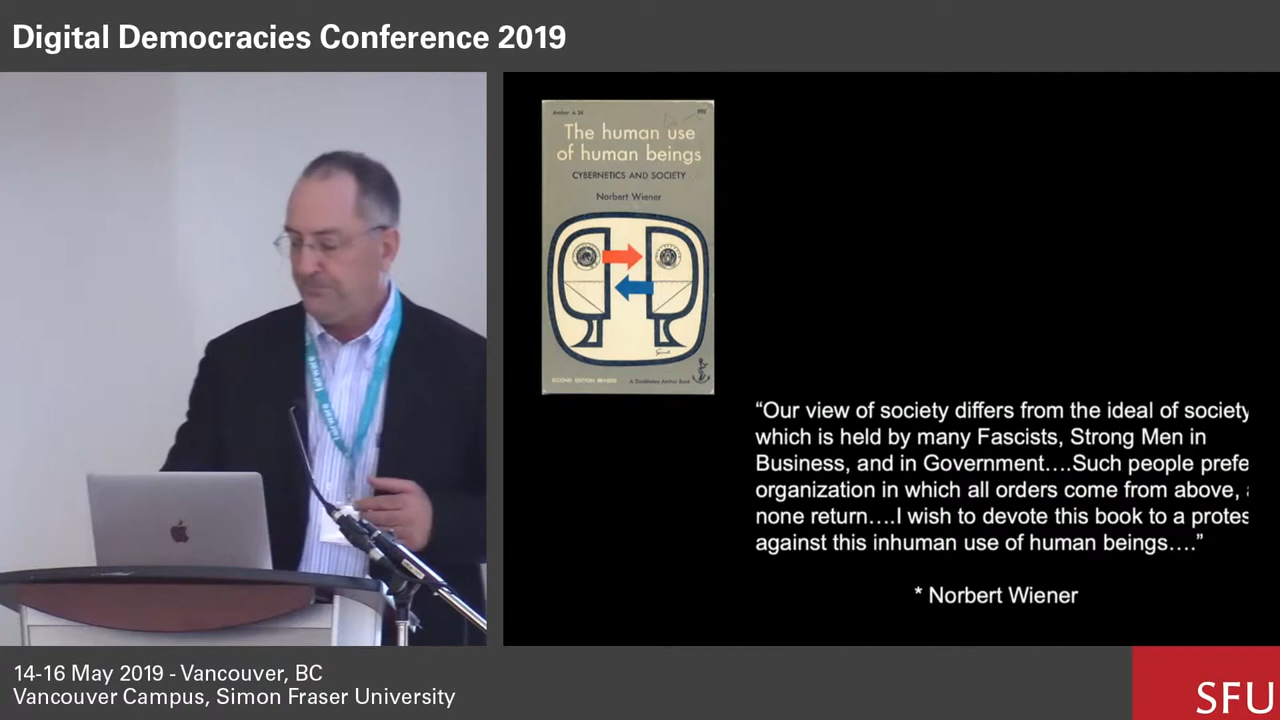 Digital Democracies Conference 2019
The human use
of human beings
CYBERNETICS AND SOCIETY
Norbert Wiener
SECOND EDITION REVISED
A Doubleday Anchor Book
“Our view of society differs from the ideal of society
which is held by many Fascists, Strong Men in
Business, and in Government….Such people prefe
organization in which all orders come from above,
none return….I wish to devote this book to a protes
against this inhuman use of human beings….”
* Norbert Wiener
14-16 May 2019 - Vancouver, BC
Vancouver Campus, Simon Fraser University
SFU